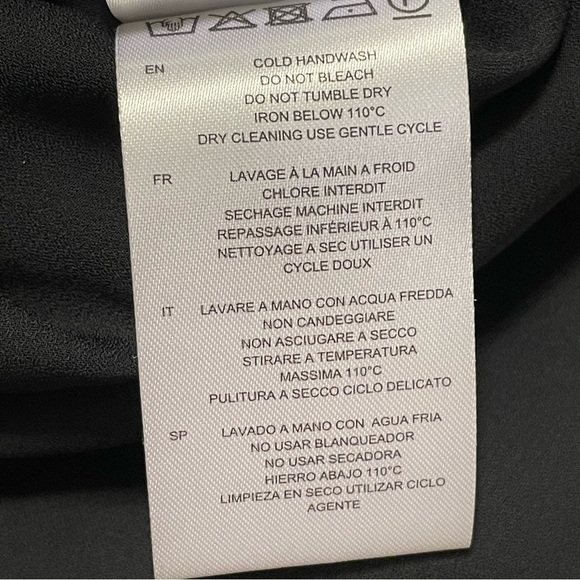 EN
COLD HANDWASH
DO NOT BLEACH
DO NOT TUMBLE DRY
IRON BELOW 110°C
DRY CLEANING USE GENTLE CYCLE
FR
LAVAGE À LA MAIN A FROID
CHLORE INTERDIT
SECHAGE MACHINE INTERDIT
REPASSAGE INFÉRIEUR À 110°C
NETTOYAGE A SEC UTILISER UN
CYCLE DOUX
IT
LAVARE A MANO CON ACQUA FREDDA
NON CANDEGGIARE
NON ASCIUGARE A SECCO
STIRARE A TEMPERATURA
MASSIMA 110°C
PULITURA A SECCO CICLO DELICATO
SP
LAVADO A MANO CON AGUA FRIA
NO USAR BLANQUEADOR
NO USAR SECADORA
HIERRO ABAJO 110°C
LIMPIEZA EN SECO UTILIZAR CICLO
AGENTE